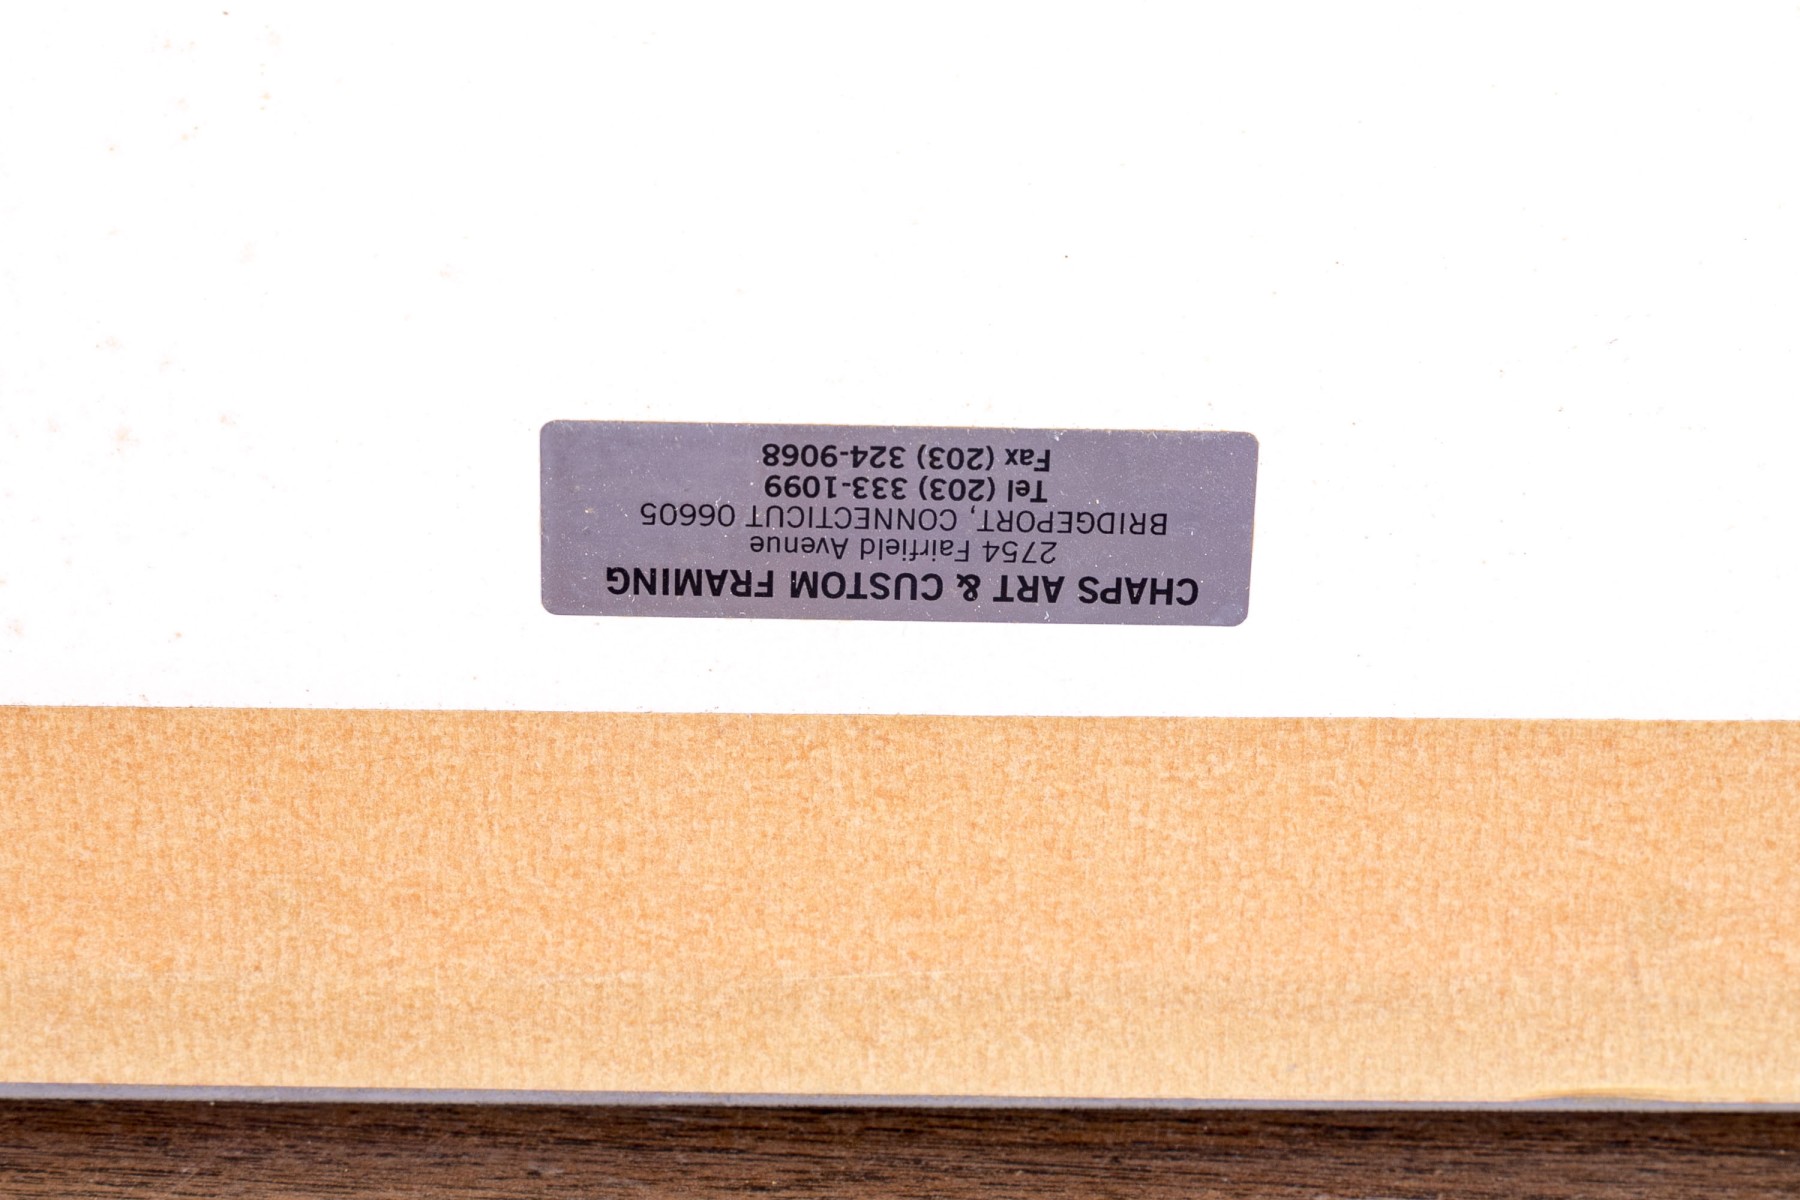 CHAPS ART & CUSTOM FRAMING
2754 Fairfield Avenue
BRIDGEPORT, CONNECTICUT 06605
Tel (203) 333-1099
Fax (203) 324-9068